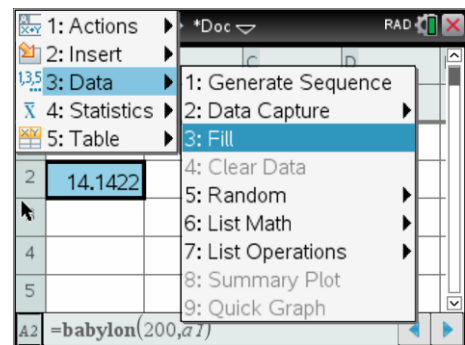 1: Actions
2: Insert
3: Data
4: Statistics
5: Table
*Doc
RAD
C
D
1: Generate Sequence
2: Data Capture
3: Fill
4: Clear Data
5: Random
6: List Math
7: List Operations
8: Summary Plot
9: Quick Graph
2 14.1422
4
5
A2 =babylon(200,a1)